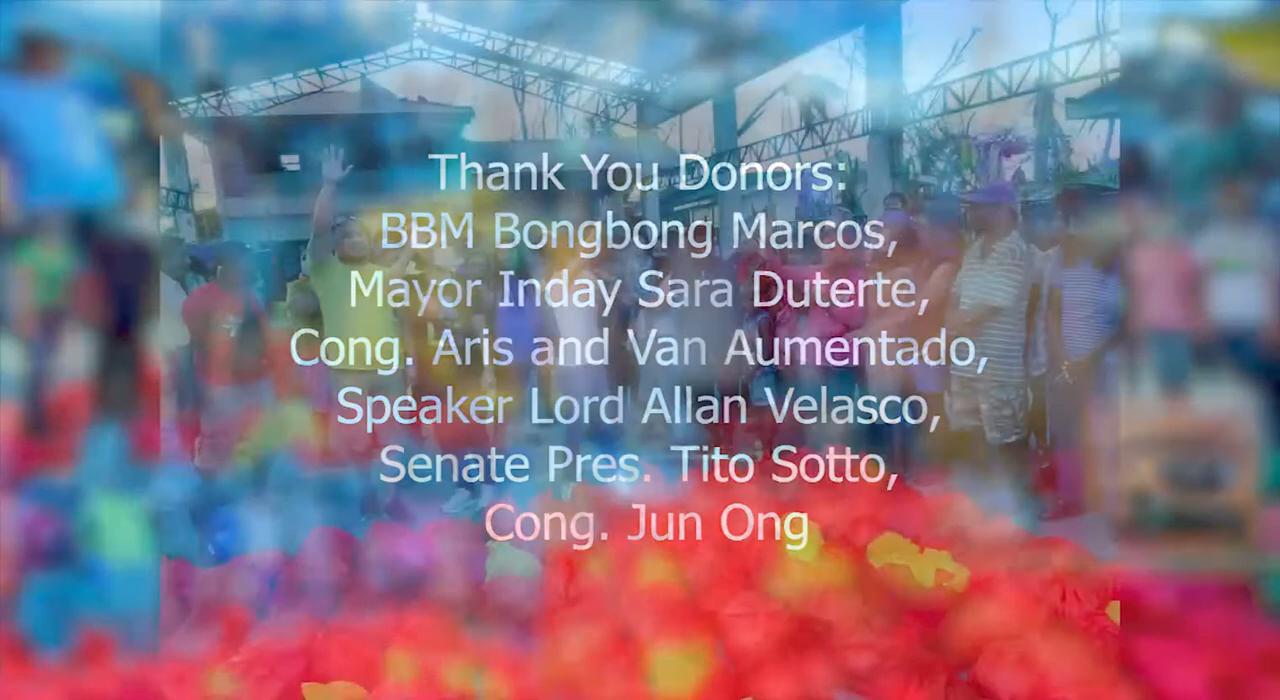 Thank You Donors:
BBM Bongbong Marcos,
Mayor Inday Sara Duterte,
Cong. Aris and Van Aumentado,
Speaker Lord Allan Velasco,
Senate Pres. Tito Sotto,
Cong. Jun Ong